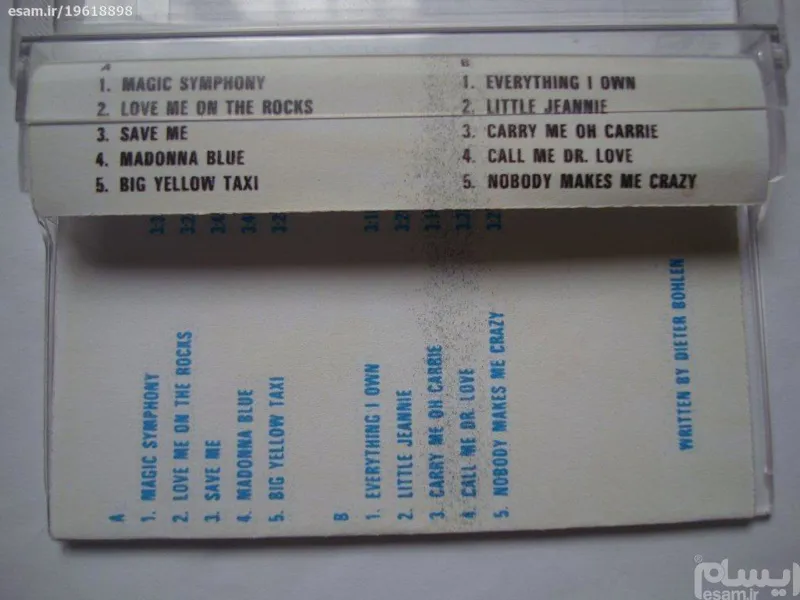 esam.ir/19618898
A
1. MAGIC SYMPHONY
2. LOVE ME ON THE ROCKS
3. SAVE ME
4. MADONNA BLUE
5. BIG YELLOW TAXI
B
1. EVERYTHING I OWN
2. LITTLE JEANNIE
3. CARRY ME OH CARRIE
4. CALL ME DR. LOVE
5. NOBODY MAKES ME CRAZY
A
1. MAGIC SYMPHONY
2. LOVE ME ON THE ROCKS
3. SAVE ME
4. MADONNA BLUE
5. BIG YELLOW TAXI
B
1. EVERYTHING I OWN
2. LITTLE JEANNIE
3. CARRY ME OH CARRIE
4. CALL ME DR. LOVE
5. NOBODY MAKES ME CRAZY
WRITTEN BY DIETER BOHLEN
ایسام
esam.ir